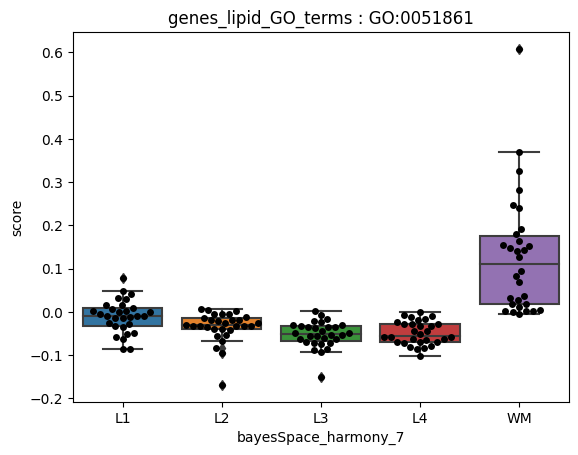 genes_lipid_GO_terms : GO:0051861
score
0.6
0.5
0.4
0.3
0.2
0.1
0.0
−0.1
−0.2
L1 L2 L3 L4 WM
bayesSpace_harmony_7